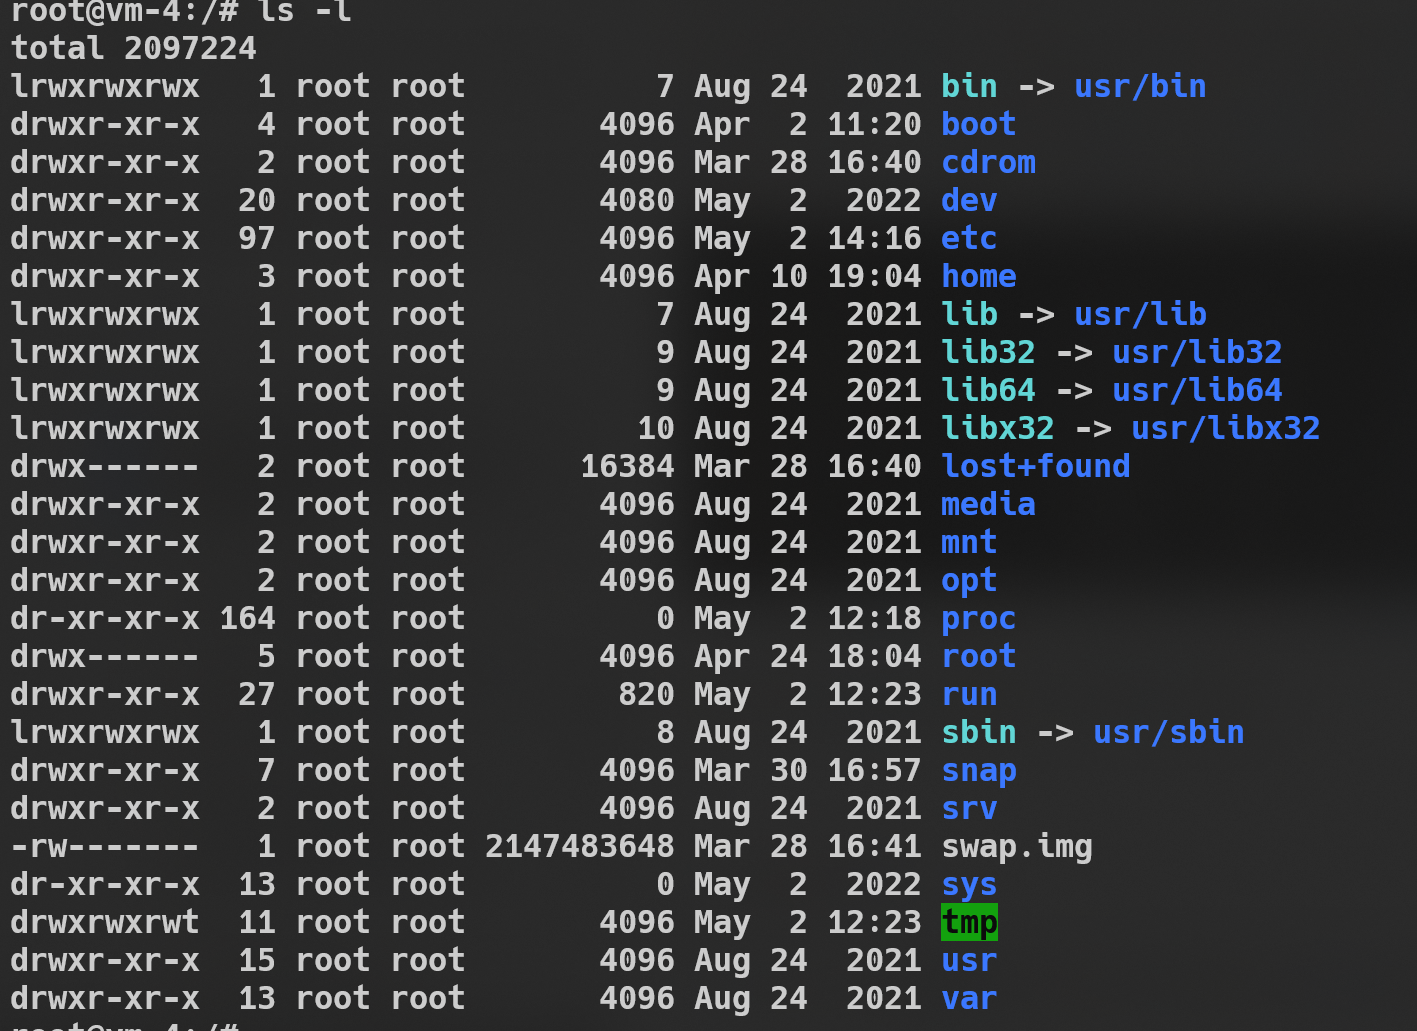 root@vm-4:/# ls -l
total 2097224
lrwxrwxrwx   1 root root          7 Aug 24  2021 bin -> usr/bin
drwxr-xr-x   4 root root       4096 Apr  2 11:20 boot
drwxr-xr-x   2 root root       4096 Mar 28 16:40 cdrom
drwxr-xr-x  20 root root       4080 May  2  2022 dev
drwxr-xr-x  97 root root       4096 May  2 14:16 etc
drwxr-xr-x   3 root root       4096 Apr 10 19:04 home
lrwxrwxrwx   1 root root          7 Aug 24  2021 lib -> usr/lib
lrwxrwxrwx   1 root root          9 Aug 24  2021 lib32 -> usr/lib32
lrwxrwxrwx   1 root root          9 Aug 24  2021 lib64 -> usr/lib64
lrwxrwxrwx   1 root root         10 Aug 24  2021 libx32 -> usr/libx32
drwx------   2 root root      16384 Mar 28 16:40 lost+found
drwxr-xr-x   2 root root       4096 Aug 24  2021 media
drwxr-xr-x   2 root root       4096 Aug 24  2021 mnt
drwxr-xr-x   2 root root       4096 Aug 24  2021 opt
dr-xr-xr-x 164 root root          0 May  2 12:18 proc
drwx------   5 root root       4096 Apr 24 18:04 root
drwxr-xr-x  27 root root        820 May  2 12:23 run
lrwxrwxrwx   1 root root          8 Aug 24  2021 sbin -> usr/sbin
drwxr-xr-x   7 root root       4096 Mar 30 16:57 snap
drwxr-xr-x   2 root root       4096 Aug 24  2021 srv
-rw-------   1 root root 2147483648 Mar 28 16:41 swap.img
dr-xr-xr-x  13 root root          0 May  2  2022 sys
drwxrwxrwt  11 root root       4096 May  2 12:23 tmp
drwxr-xr-x  15 root root       4096 Aug 24  2021 usr
drwxr-xr-x  13 root root       4096 Aug 24  2021 var
root@vm-4:/#